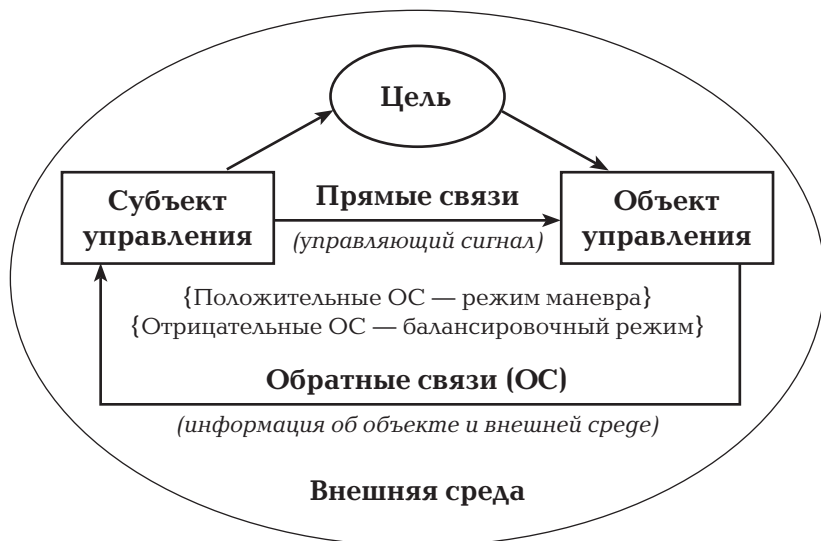 Цель
Субъект
управления
Прямые связи
(управляющий сигнал)
Объект
управления
{Положительные ОС — режим маневра}
{Отрицательные ОС — балансировочный режим}
Обратные связи (ОС)
(информация об объекте и внешней среде)
Внешняя среда